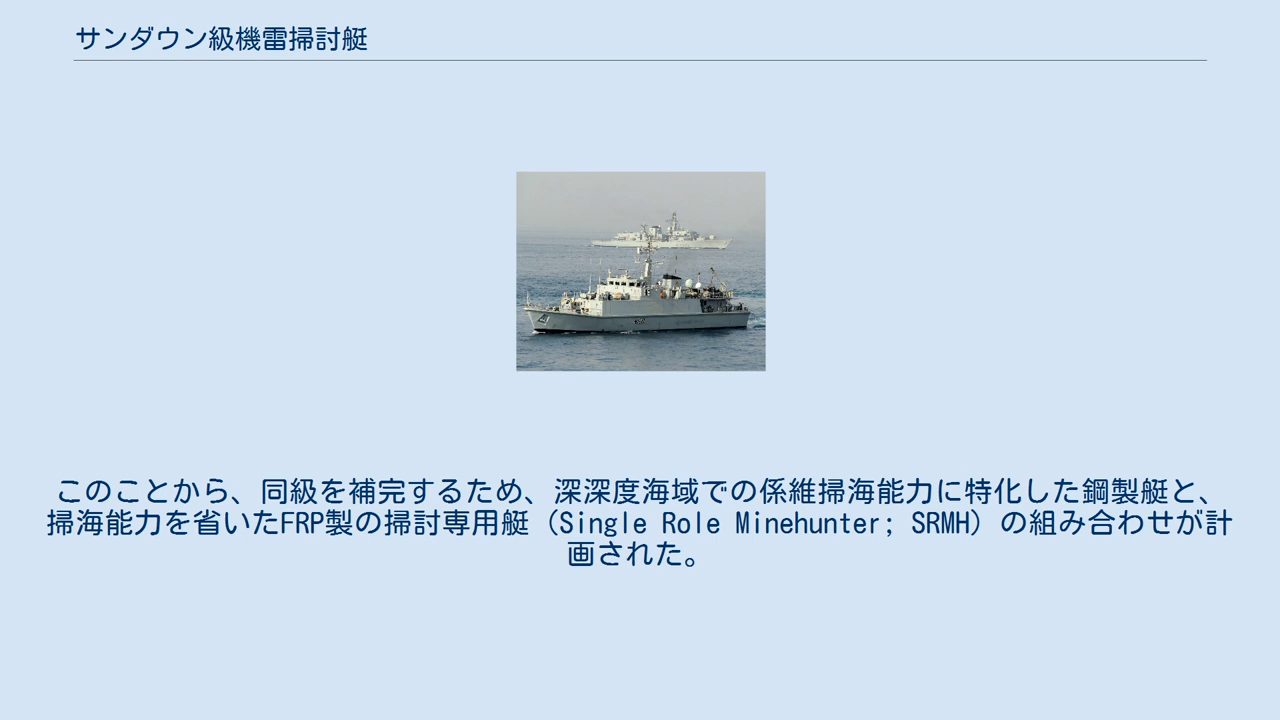 サンダウン級機雷掃討艇
このことから、同級を補完するため、深深度海域での係維掃海能力に特化した鋼製艇と、
掃海能力を省いたFRP製の掃討専用艇（Single Role Minehunter; SRMH）の組み合わせが計
画された。